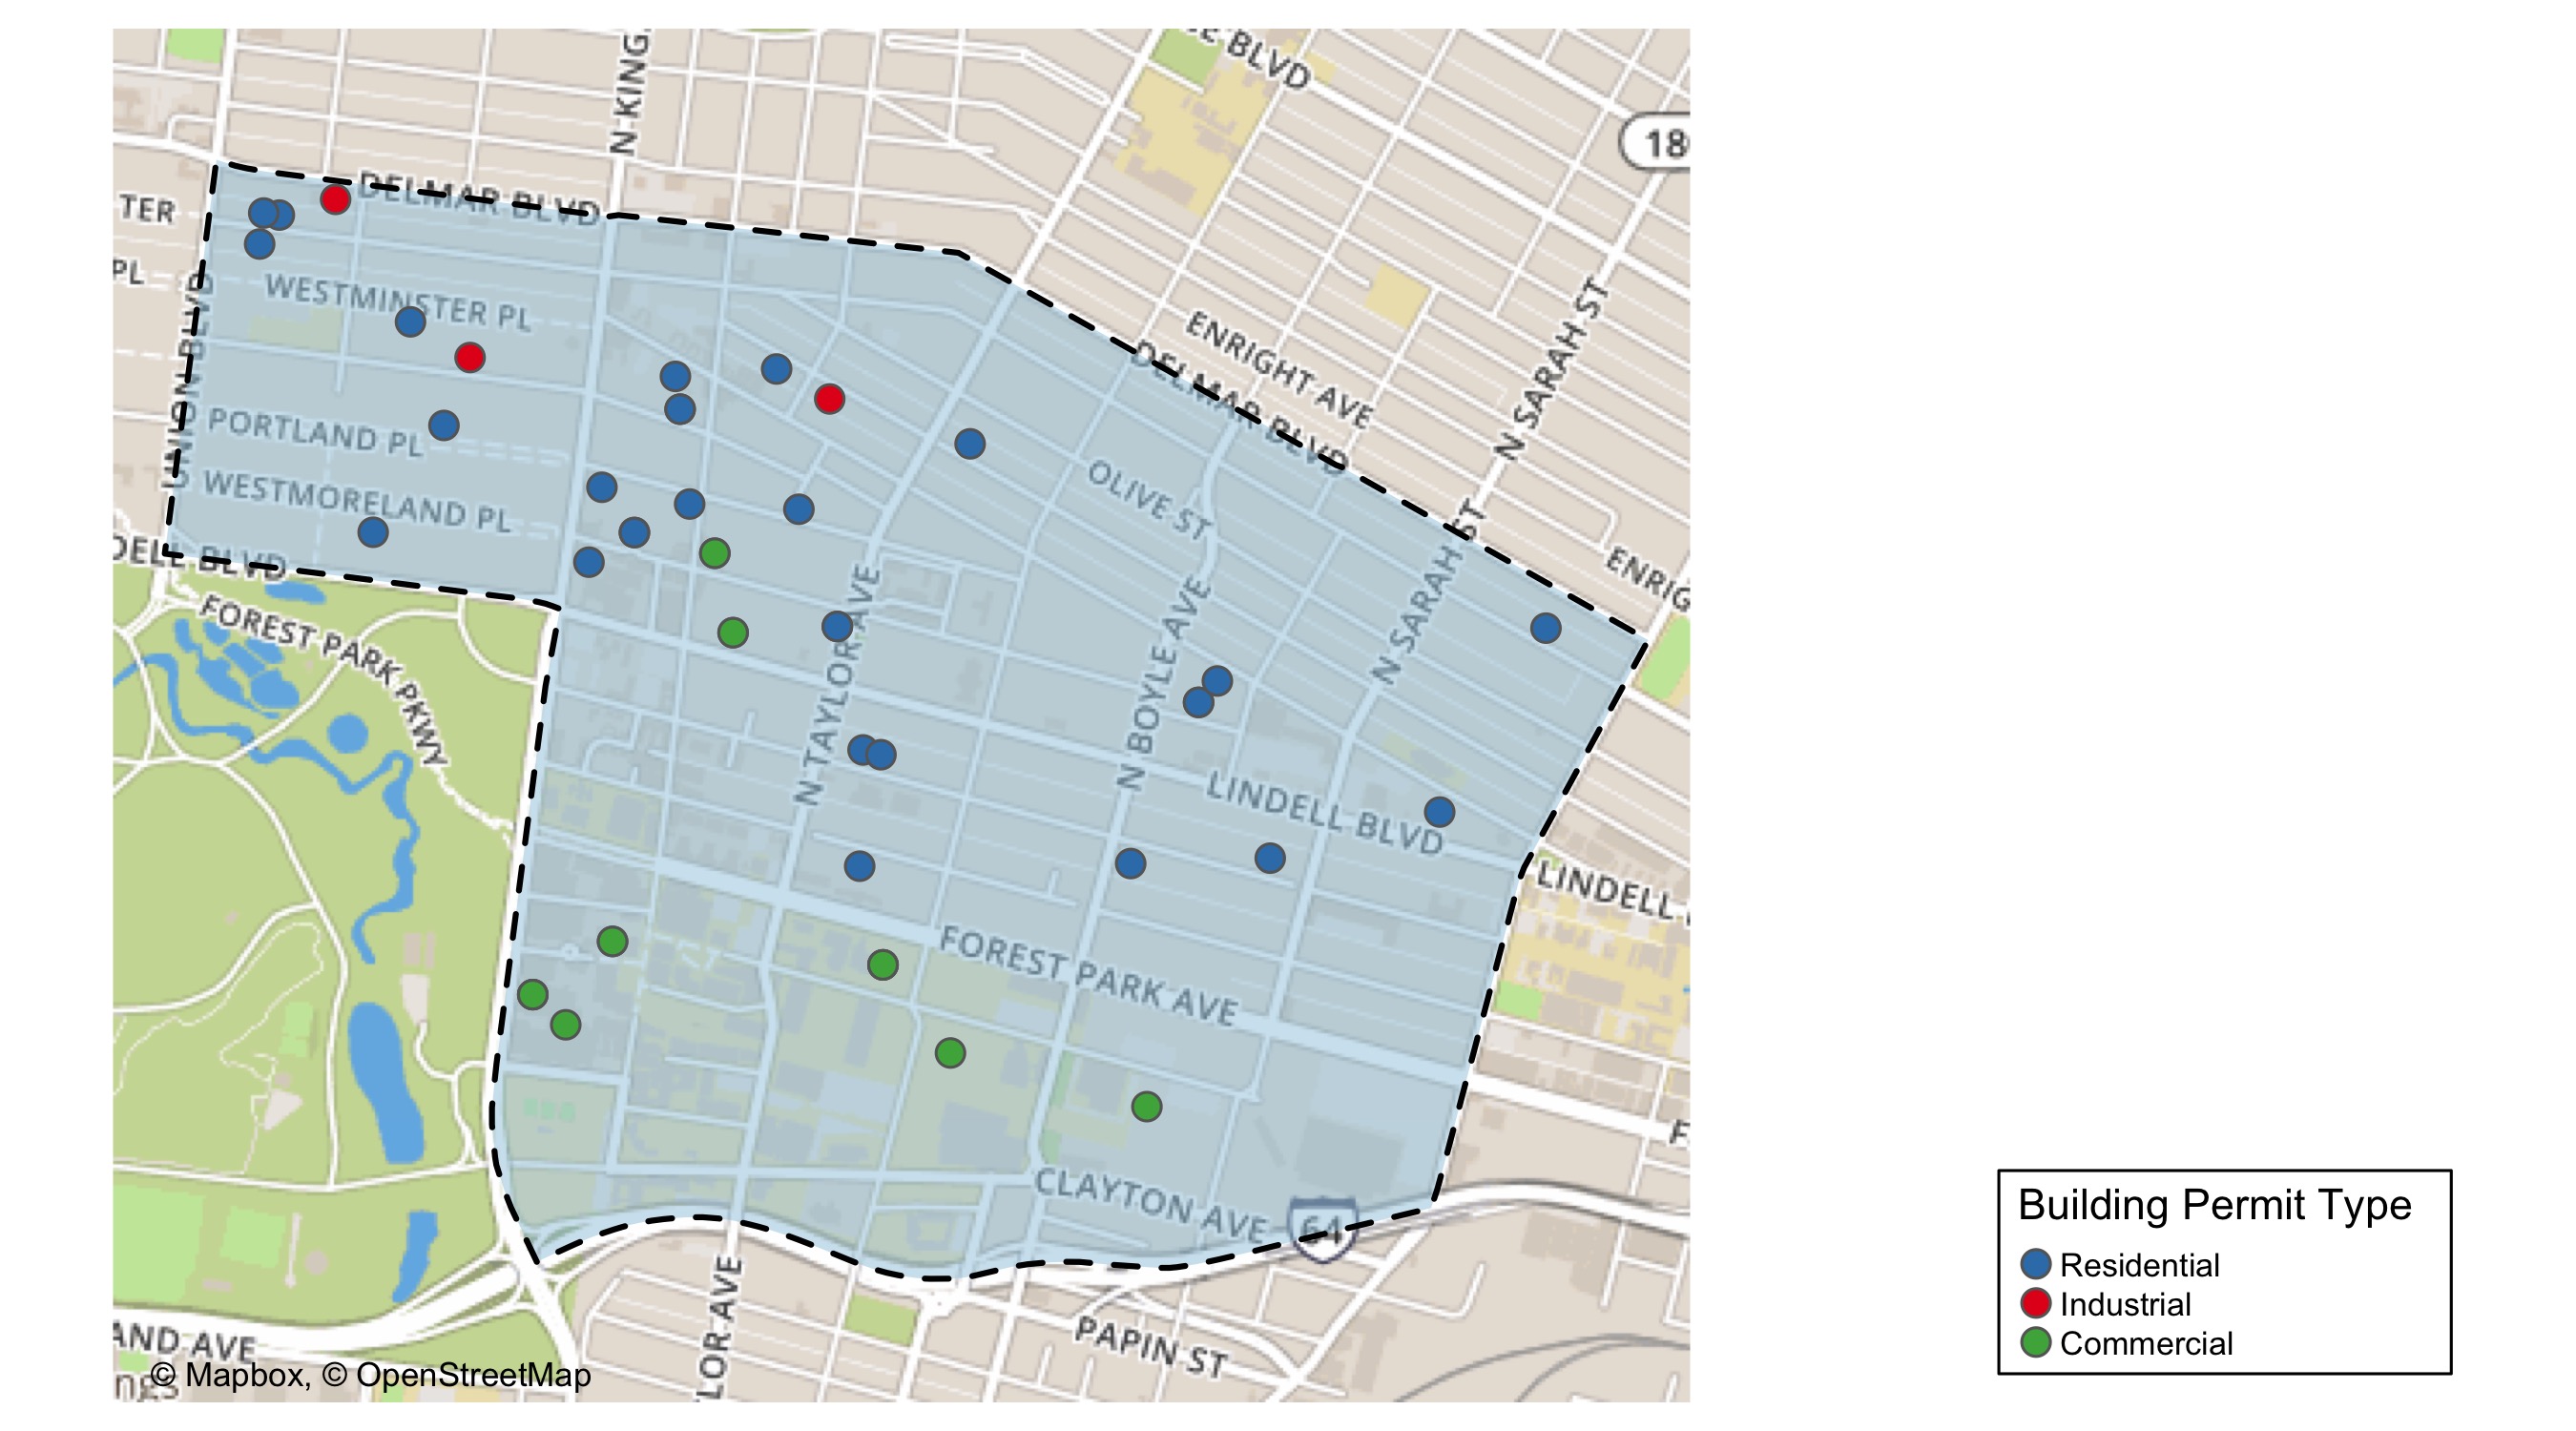 BLVD
N KING
18
TER
DELMAR BLVD
PL
WESTMINSTER PL
UNION BLVD
ENRIGHT AVE
DELMAR BLVD
N SARAH ST
PORTLAND PL
OLIVE ST
WESTMORELAND PL
DELL BLVD
N SARAH ST
ENRIG
FOREST PARK PKWY
N TAYLOR AVE
N BOYLE AVE
LINDELL BLVD
LINDELL
FOREST PARK AVE
F
CLAYTON AVE
64
LOR AVE
PAPIN ST
AND AVE
© Mapbox, © OpenStreetMap
Building Permit Type
Residential
Industrial
Commercial